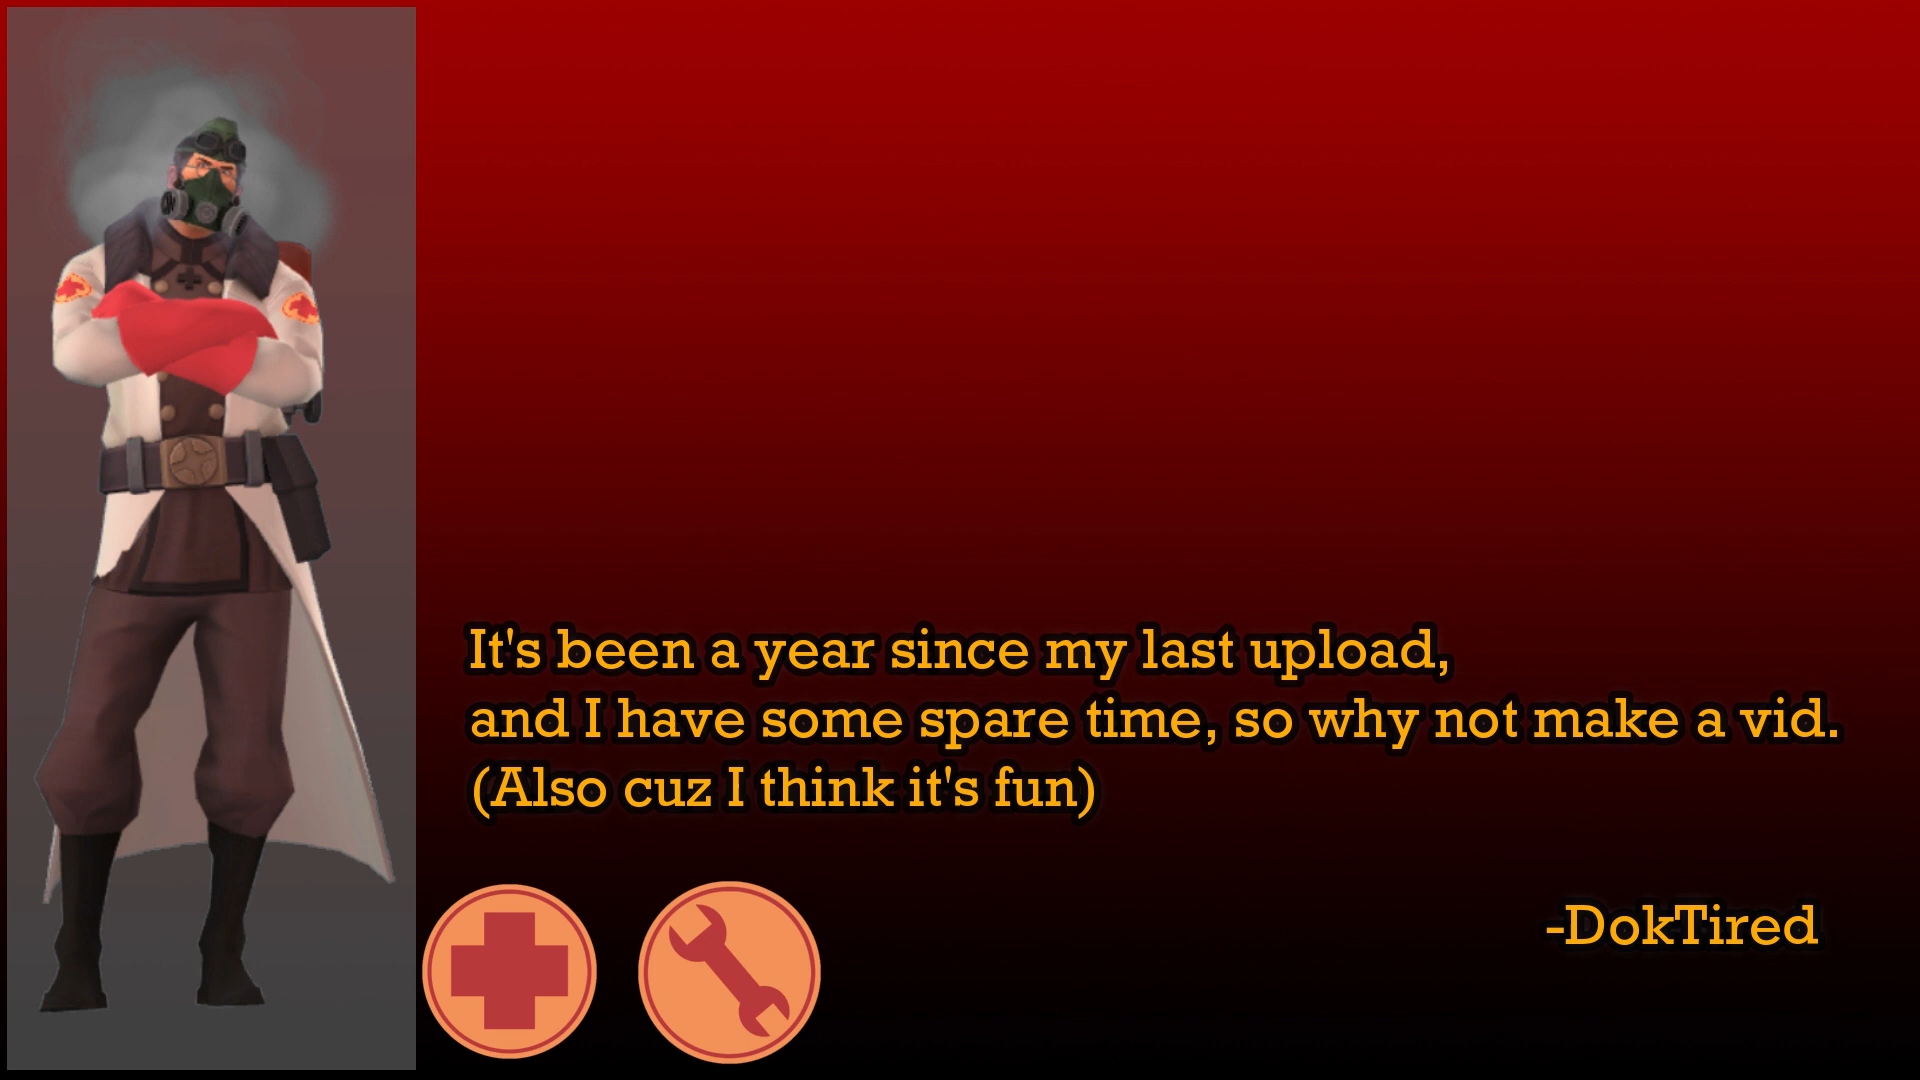 It's been a year since my last upload,
and I have some spare time, so why not make a vid.
(Also cuz I think it's fun)
-DokTired